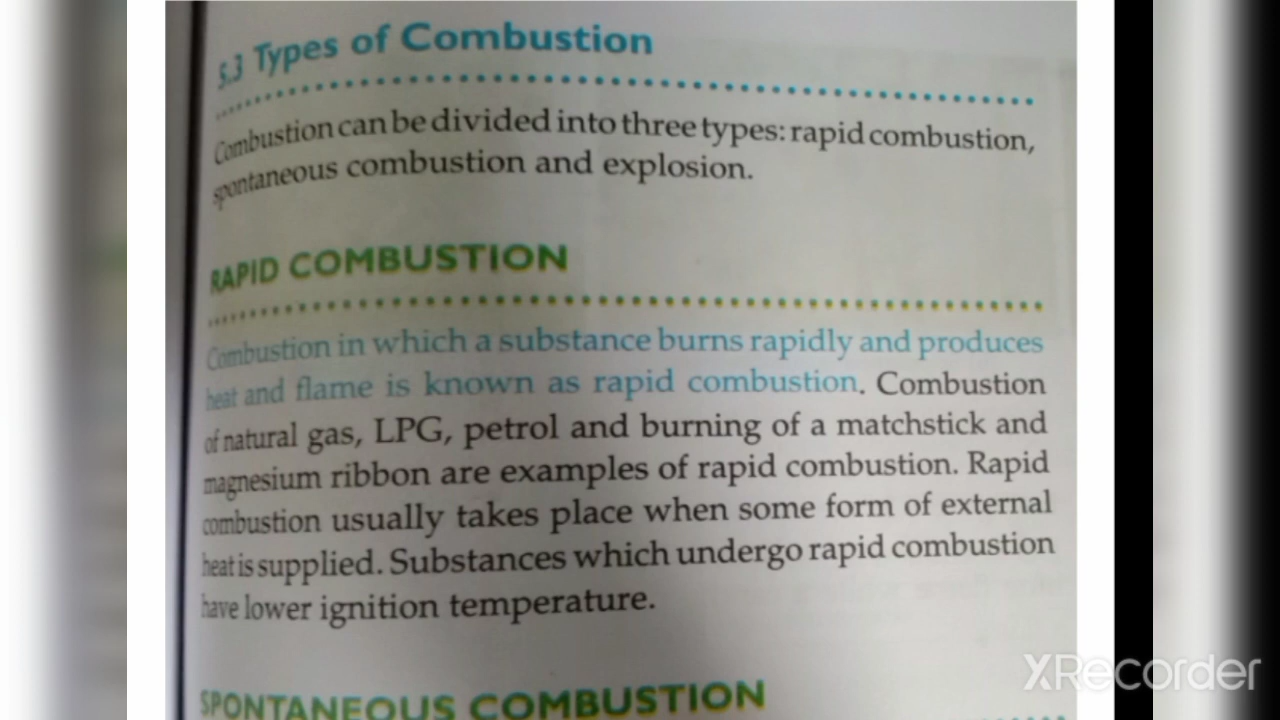 5.3 Types of Combustion
Combustion can be divided into three types: rapid combustion,
spontaneous combustion and explosion.
RAPID COMBUSTION
Combustion in which a substance burns rapidly and produces
heat and flame is known as rapid combustion. Combustion
of natural gas, LPG, petrol and burning of a matchstick and
magnesium ribbon are examples of rapid combustion. Rapid
combustion usually takes place when some form of external
heat is supplied. Substances which undergo rapid combustion
have lower ignition temperature.
SPONTANEOUS COMBUSTION
XRecorder